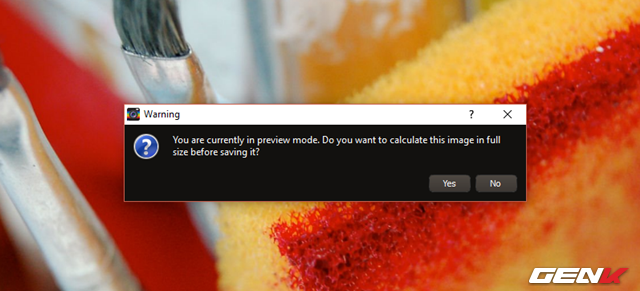 Warning
?
You are currently in preview mode. Do you want to calculate this image in full
size before saving it?
Yes
No
GENK